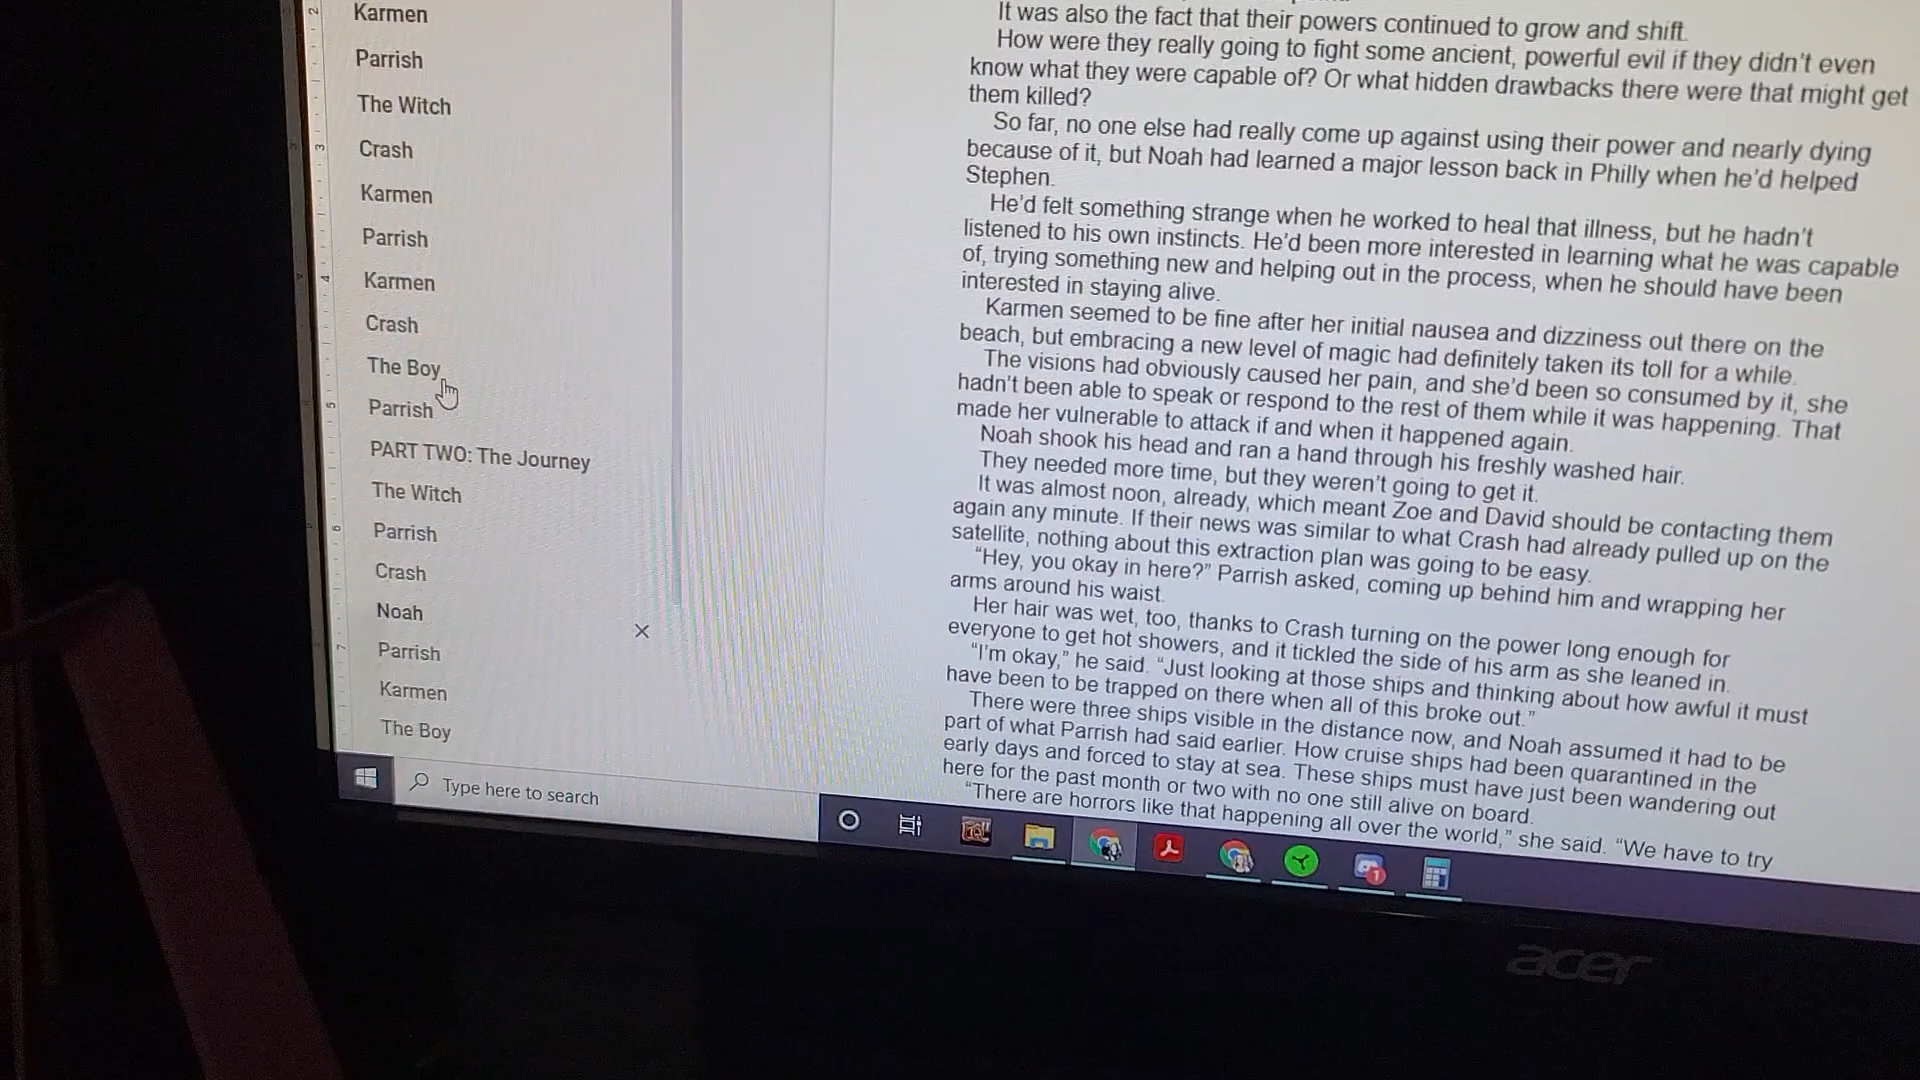 Karmen
Parrish
The Witch
Crash
Karmen
Parrish
Karmen
Crash
The Boy
Parrish
PART TWO: The Journey
The Witch
Parrish
Crash
Noah
Parrish
Karmen
The Boy
It was also the fact that their powers continued to grow and shift.
How were they really going to fight some ancient, powerful evil if they didn't even
know what they were capable of? Or what hidden drawbacks there were that might get
them killed?
So far, no one else had really come up against using their power and nearly dying
because of it, but Noah had learned a major lesson back in Philly when he'd helped
Stephen.
He'd felt something strange when he worked to heal that illness, but he hadn't
listened to his own instincts. He'd been more interested in learning what he was capable
of, trying something new and helping out in the process, when he should have been
interested in staying alive.
Karmen seemed to be fine after her initial nausea and dizziness out there on the
beach, but embracing a new level of magic had definitely taken its toll for a while.
The visions had obviously caused her pain, and she'd been so consumed by it, she
hadn't been able to speak or respond to the rest of them while it was happening. That
made her vulnerable to attack if and when it happened again.
Noah shook his head and ran a hand through his freshly washed hair.
They needed more time, but they weren't going to get it.
It was almost noon, already, which meant Zoe and David should be contacting them
again any minute. If their news was similar to what Crash had already pulled up on the
satellite, nothing about this extraction plan was going to be easy.
"Hey, you okay in here?" Parrish asked, coming up behind him and wrapping her
arms around his waist.
Her hair was wet, too, thanks to Crash turning on the power long enough for
everyone to get hot showers, and it tickled the side of his arm as she leaned in.
"I'm okay," he said. "Just looking at those ships and thinking about how awful it must
have been to be trapped on there when all of this broke out."
There were three ships visible in the distance now, and Noah assumed it had to be
part of what Parrish had said earlier. How cruise ships had been quarantined in the
early days and forced to stay at sea. These ships must have just been wandering out
here for the past month or two with no one still alive on board.
"There are horrors like that happening all over the world," she said. "We have to try
Type here to search
1
acer